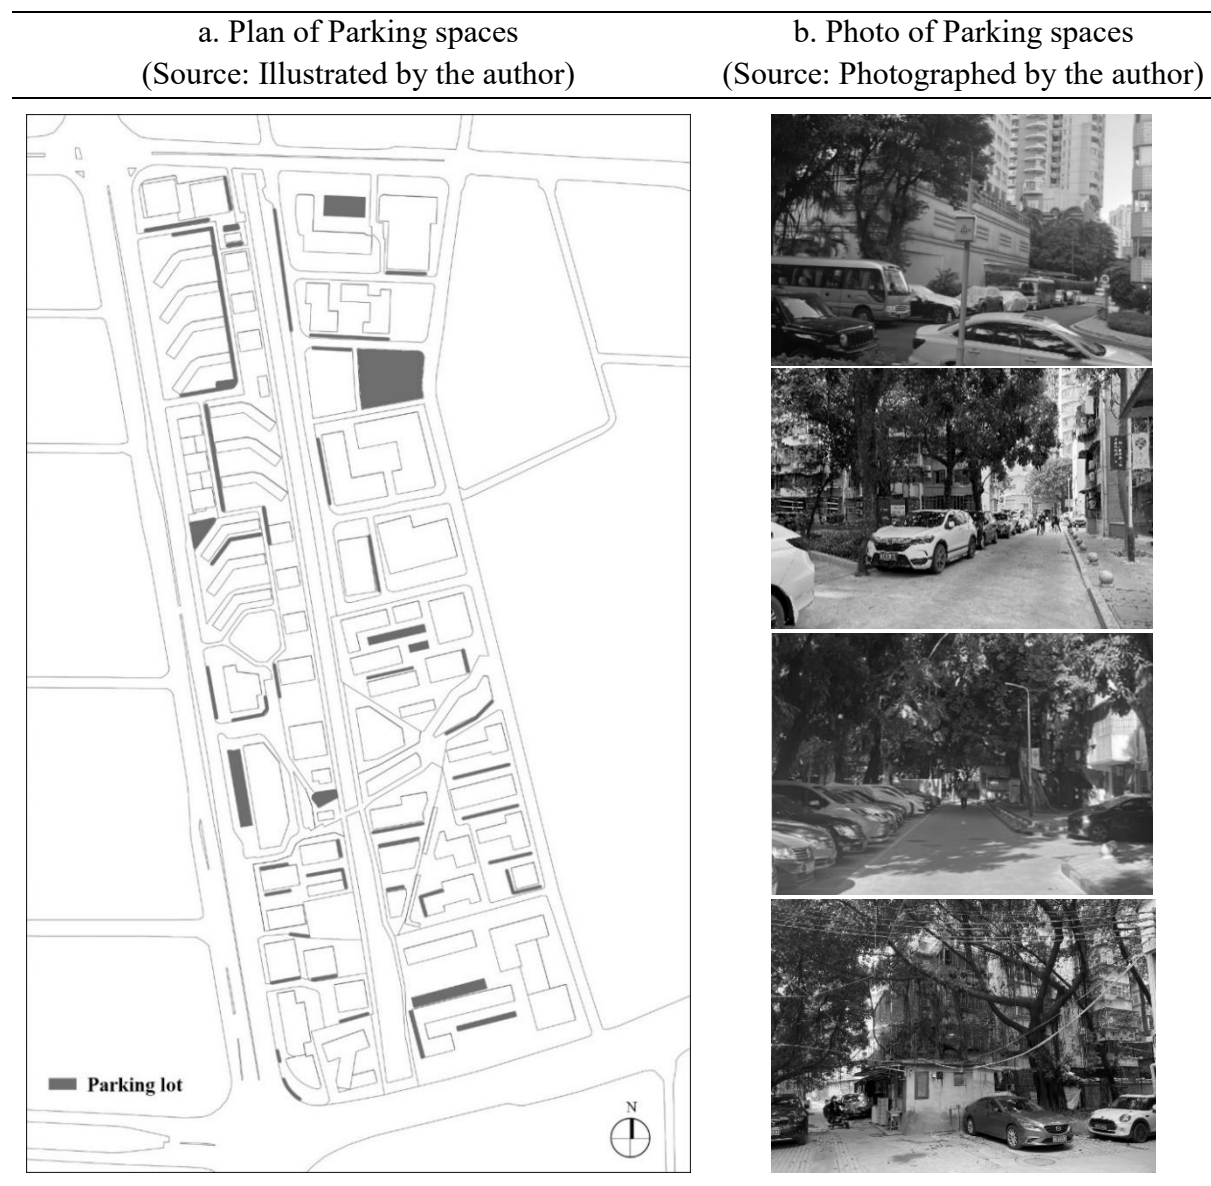 a. Plan of Parking spaces
(Source: Illustrated by the author)
b. Photo of Parking spaces
(Source: Photographed by the author)
Parking lot
N